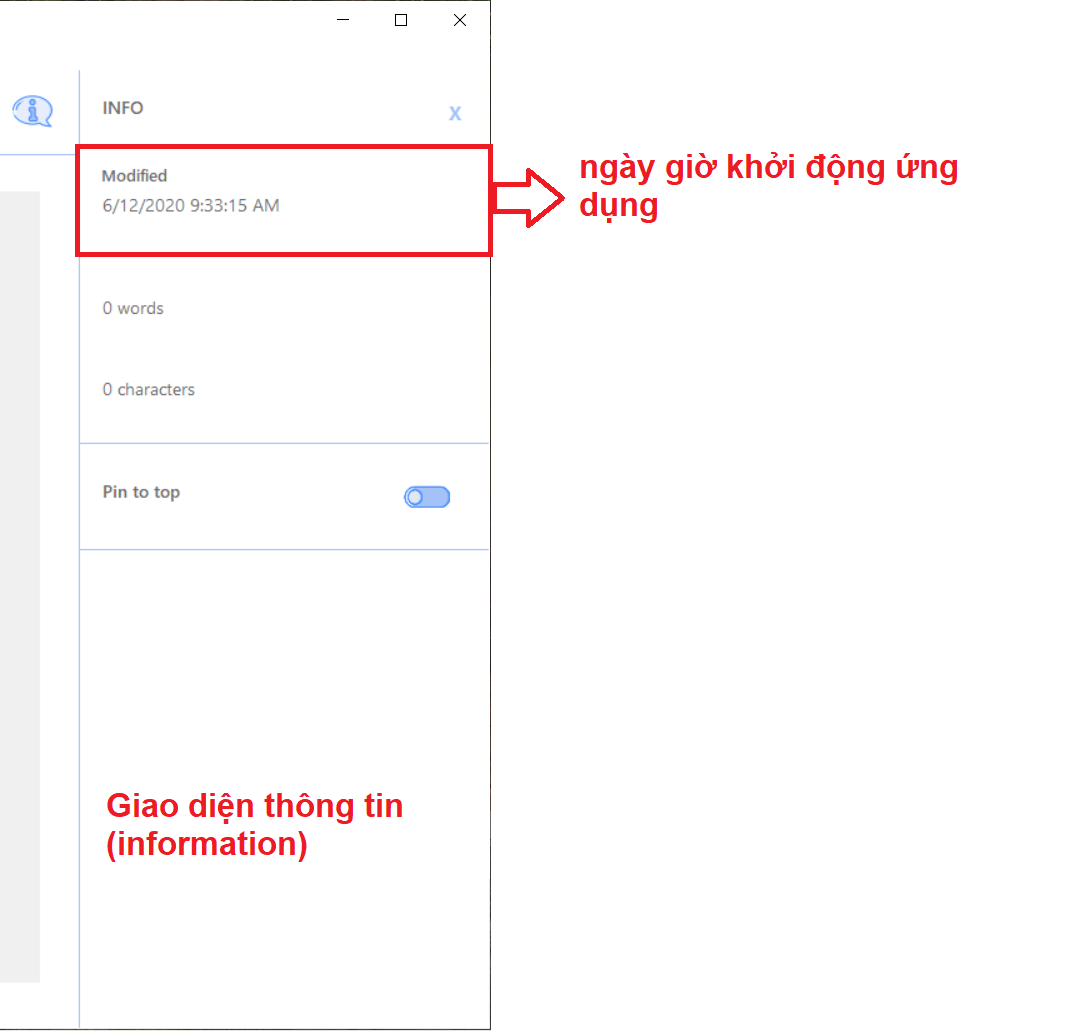 INFO
X
Modified
6/12/2020 9:33:15 AM
ngày giờ khởi động ứng
dụng
0 words
0 characters
Pin to top
Giao diện thông tin
(information)